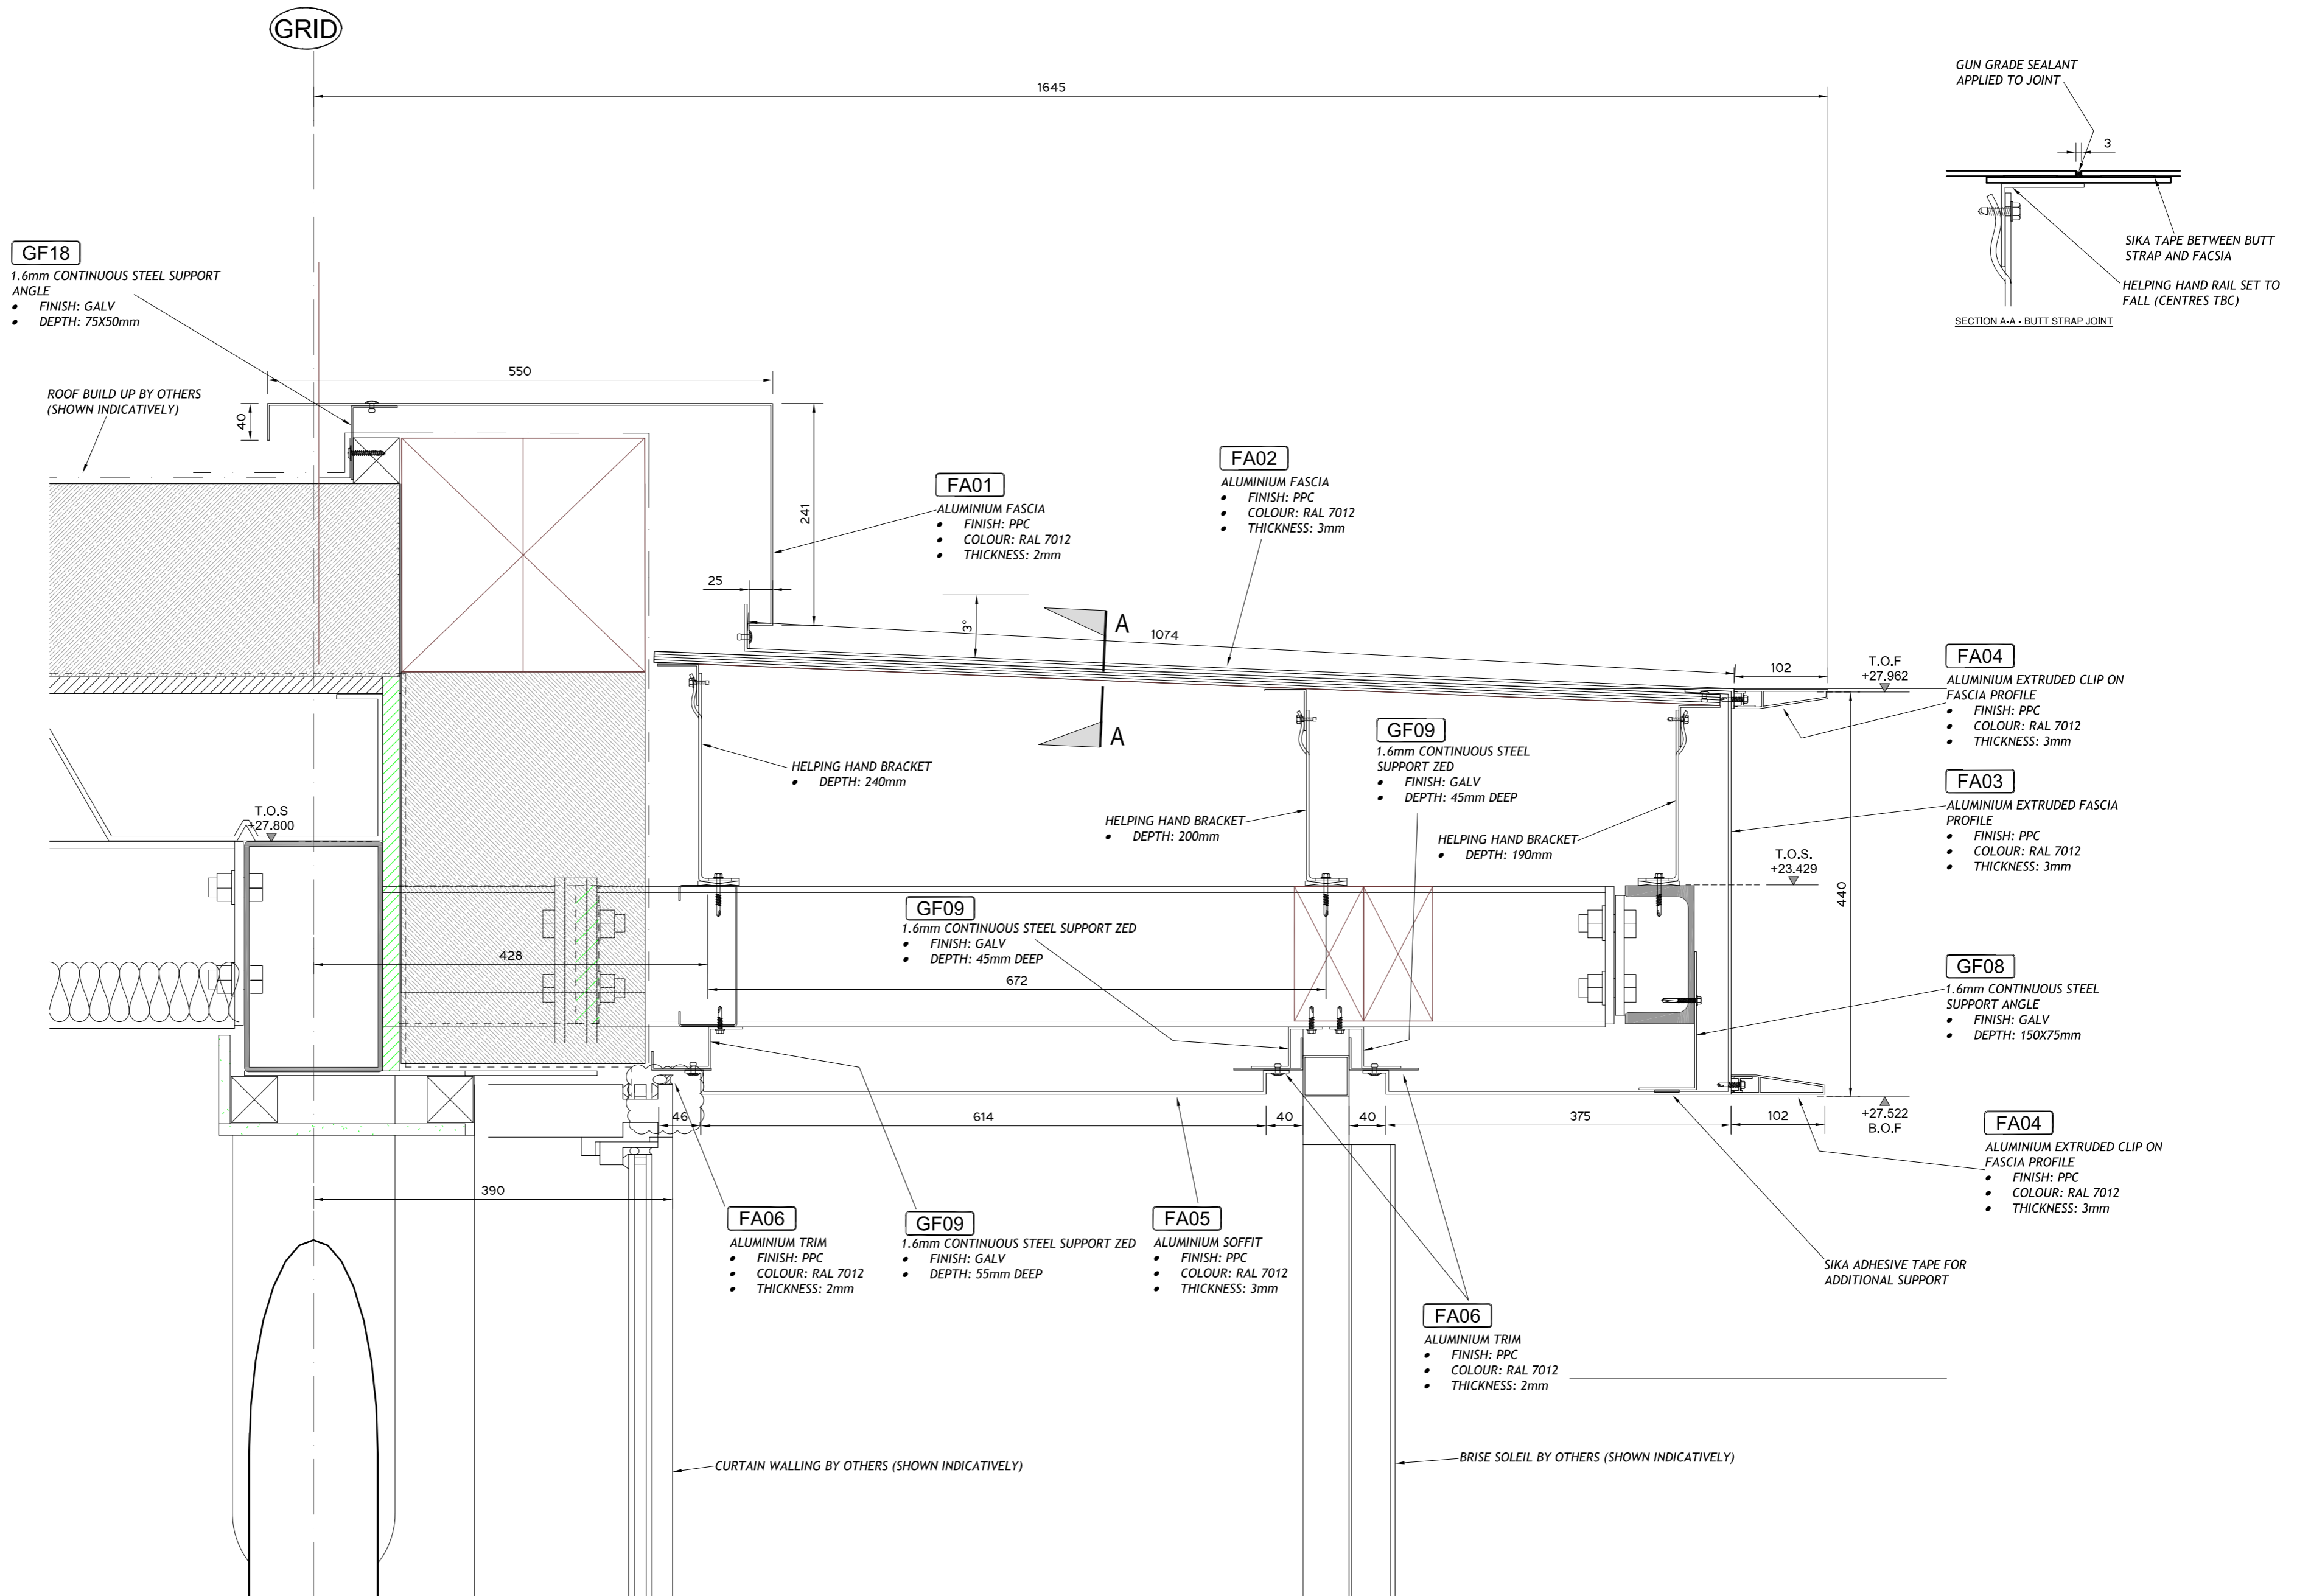 GRID
1645
GUN GRADE SEALANT
APPLIED TO JOINT
3
SIKA TAPE BETWEEN BUTT
STRAP AND FACSIA
HELPING HAND RAIL SET TO
FALL (CENTRES TBC)
SECTION A-A - BUTT STRAP JOINT
GF18
1.6mm CONTINUOUS STEEL SUPPORT
ANGLE
• FINISH: GALV
• DEPTH: 75X50mm
ROOF BUILD UP BY OTHERS
(SHOWN INDICATIVELY)
550
40
241
25
3°
FA01
ALUMINIUM FASCIA
• FINISH: PPC
• COLOUR: RAL 7012
• THICKNESS: 2mm
FA02
ALUMINIUM FASCIA
• FINISH: PPC
• COLOUR: RAL 7012
• THICKNESS: 3mm
A
1074
A
102
T.O.F
+27.962
FA04
ALUMINIUM EXTRUDED CLIP ON
FASCIA PROFILE
• FINISH: PPC
• COLOUR: RAL 7012
• THICKNESS: 3mm
GF09
1.6mm CONTINUOUS STEEL
SUPPORT ZED
• FINISH: GALV
• DEPTH: 45mm DEEP
HELPING HAND BRACKET
• DEPTH: 240mm
HELPING HAND BRACKET
• DEPTH: 200mm
HELPING HAND BRACKET
• DEPTH: 190mm
FA03
ALUMINIUM EXTRUDED FASCIA
PROFILE
• FINISH: PPC
• COLOUR: RAL 7012
• THICKNESS: 3mm
T.O.S
+27.800
T.O.S.
+23.429
440
GF09
1.6mm CONTINUOUS STEEL SUPPORT ZED
• FINISH: GALV
• DEPTH: 45mm DEEP
428
672
GF08
1.6mm CONTINUOUS STEEL
SUPPORT ANGLE
• FINISH: GALV
• DEPTH: 150X75mm
46
614
40
40
375
102
+27.522
B.O.F
FA04
ALUMINIUM EXTRUDED CLIP ON
FASCIA PROFILE
• FINISH: PPC
• COLOUR: RAL 7012
• THICKNESS: 3mm
390
FA06
ALUMINIUM TRIM
• FINISH: PPC
• COLOUR: RAL 7012
• THICKNESS: 2mm
GF09
1.6mm CONTINUOUS STEEL SUPPORT ZED
• FINISH: GALV
• DEPTH: 55mm DEEP
FA05
ALUMINIUM SOFFIT
• FINISH: PPC
• COLOUR: RAL 7012
• THICKNESS: 3mm
SIKA ADHESIVE TAPE FOR
ADDITIONAL SUPPORT
FA06
ALUMINIUM TRIM
• FINISH: PPC
• COLOUR: RAL 7012
• THICKNESS: 2mm
CURTAIN WALLING BY OTHERS (SHOWN INDICATIVELY)
BRISE SOLEIL BY OTHERS (SHOWN INDICATIVELY)